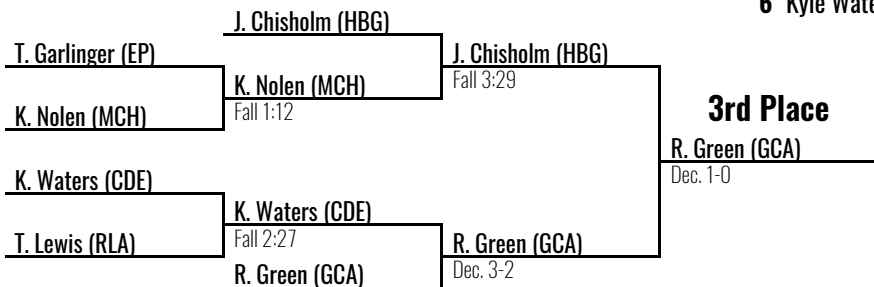 6 Kyle
J. Chisholm (HBG)
T. Garlinger (EP)
J. Chisholm (HBG)
Fall 3:29
K. Nolen (MCH)
Fall 1:12
K. Nolen (MCH)
3rd Place
R. Green (GCA)
Dec. 1-0
K. Waters (CDE)
K. Waters (CDE)
Fall 2:27
T. Lewis (RLA)
R. Green (GCA)
Dec. 3-2
R. Green (GCA)